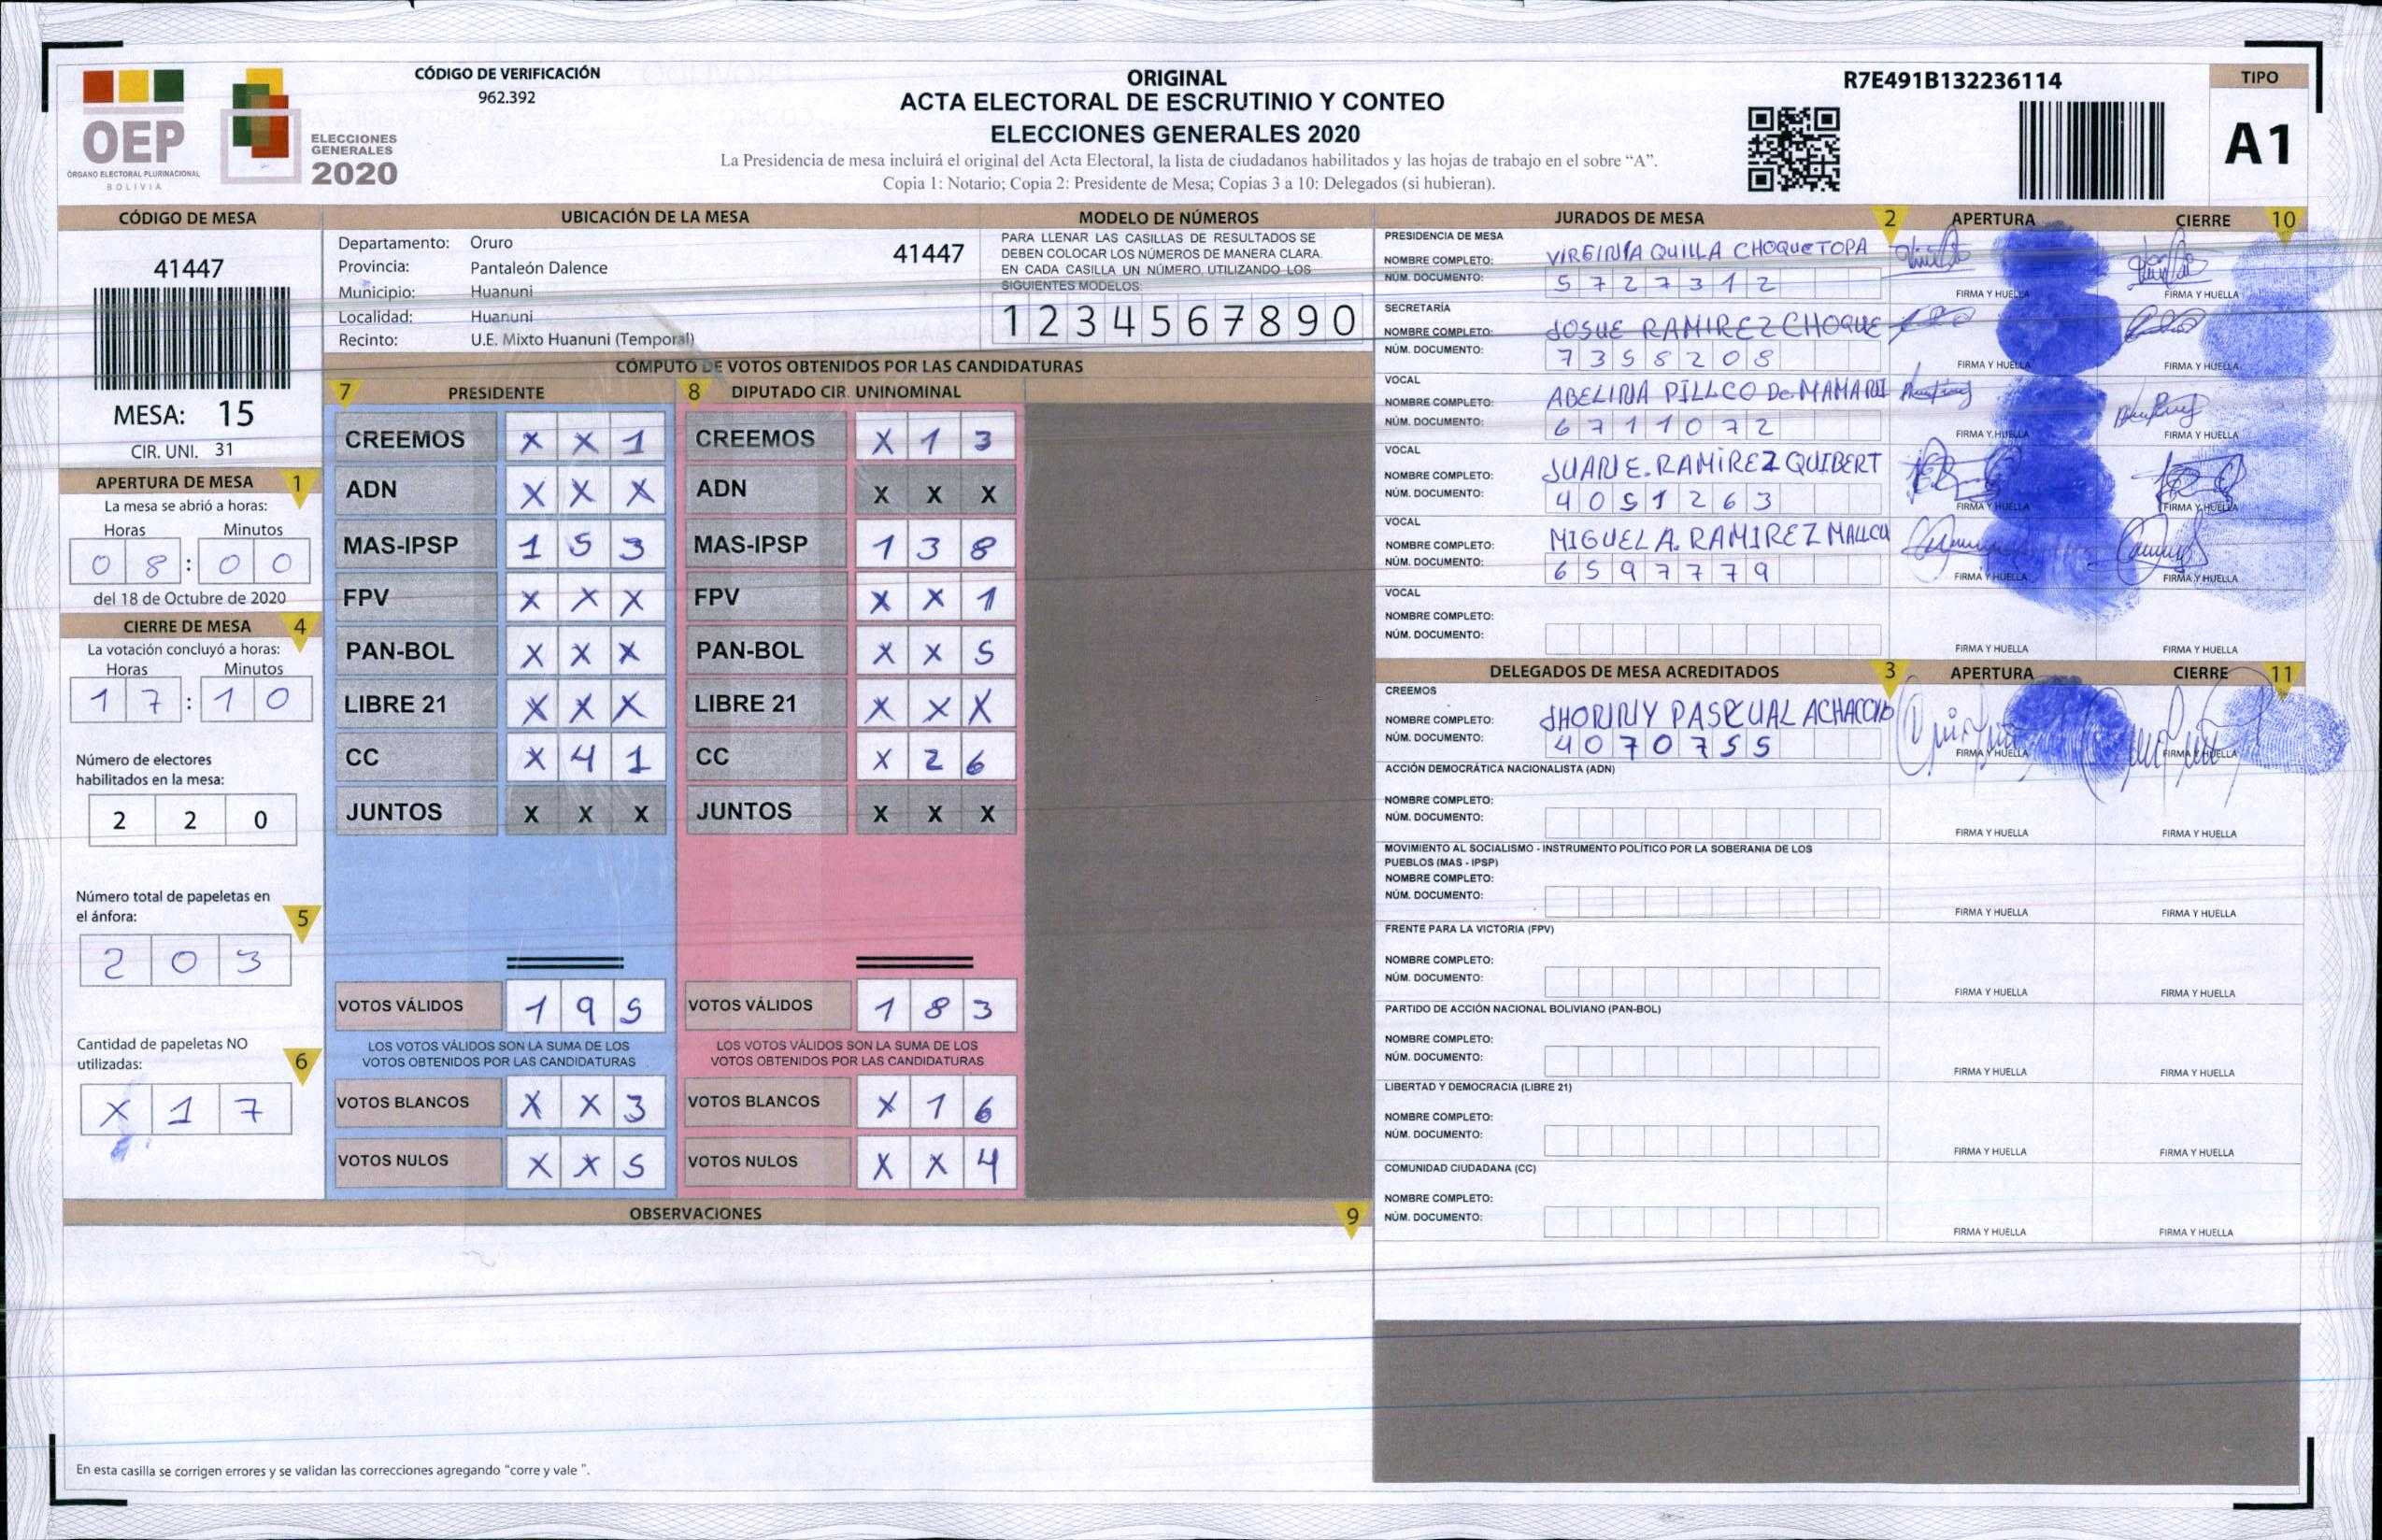 OEP
ÓRGANO ELECTORAL PLURINACIONAL
BOLIVIA
ELECCIONES
GENERALES
2020
CÓDIGO DE VERIFICACIÓN
962.392
ORIGINAL
ACTA ELECTORAL DE ESCRUTINIO Y CONTEO
ELECCIONES GENERALES 2020
La Presidencia de mesa incluirá el original del Acta Electoral, la lista de ciudadanos habilitados y las hojas de trabajo en el sobre “A”.
Copia 1: Notario; Copia 2: Presidente de Mesa; Copias 3 a 10: Delegados (si hubieran).
R7E491B132236114
TIPO
A1
CÓDIGO DE MESA
41447
MESA: 15
CIR. UNI. 31
APERTURA DE MESA 1
La mesa se abrió a horas:
Horas Minutos
0 8 : 0 0
del 18 de Octubre de 2020
CIERRE DE MESA 4
La votación concluyó a horas:
Horas Minutos
1 7 : 1 0
Número de electores
habilitados en la mesa:
2 2 0
Número total de papeletas en
el ánfora: 5
2 0 3
Cantidad de papeletas NO
utilizadas: 6
X 1 7
UBICACIÓN DE LA MESA
Departamento: Oruro 41447
Provincia: Pantaleón Dalence
Municipio: Huanuni
Localidad: Huanuni
Recinto: U.E. Mixto Huanuni (Temporal)
MODELO DE NÚMEROS
PARA LLENAR LAS CASILLAS DE RESULTADOS SE
DEBEN COLOCAR LOS NÚMEROS DE MANERA CLARA.
EN CADA CASILLA UN NÚMERO, UTILIZANDO LOS
SIGUIENTES MODELOS:
1 2 3 4 5 6 7 8 9 0
CÓMPUTO DE VOTOS OBTENIDOS POR LAS CANDIDATURAS
7 PRESIDENTE
CREEMOS X X 1
ADN X X X
MAS-IPSP 1 5 3
FPV X X X
PAN-BOL X X X
LIBRE 21 X X X
CC X 4 1
JUNTOS X X X
VOTOS VÁLIDOS 1 9 5
LOS VOTOS VÁLIDOS SON LA SUMA DE LOS
VOTOS OBTENIDOS POR LAS CANDIDATURAS
VOTOS BLANCOS X X 3
VOTOS NULOS X X 5
8 DIPUTADO CIR. UNINOMINAL
CREEMOS X 1 3
ADN X X X
MAS-IPSP 1 3 8
FPV X X 1
PAN-BOL X X 5
LIBRE 21 X X X
CC X 2 6
JUNTOS X X X
VOTOS VÁLIDOS 1 8 3
LOS VOTOS VÁLIDOS SON LA SUMA DE LOS
VOTOS OBTENIDOS POR LAS CANDIDATURAS
VOTOS BLANCOS X 1 6
VOTOS NULOS X X 4
OBSERVACIONES 9
En esta casilla se corrigen errores y se validan las correcciones agregando “corre y vale ”.
JURADOS DE MESA 2 APERTURA CIERRE 10
PRESIDENCIA DE MESA
NOMBRE COMPLETO: VIRGINIA QUILLA CHOQUETOPA
NÚM. DOCUMENTO: 5 7 2 7 3 1 2
FIRMA Y HUELLA FIRMA Y HUELLA
SECRETARÍA
NOMBRE COMPLETO: JOSUE RAMIREZ CHOQUE
NÚM. DOCUMENTO: 7 3 5 8 2 0 8
FIRMA Y HUELLA FIRMA Y HUELLA
VOCAL
NOMBRE COMPLETO: ABELINA PILLCO De MAMANI
NÚM. DOCUMENTO: 6 7 1 1 0 7 2
FIRMA Y HUELLA FIRMA Y HUELLA
VOCAL
NOMBRE COMPLETO: JUAN E. RAMIREZ QUIBERT
NÚM. DOCUMENTO: 4 0 5 1 2 6 3
FIRMA Y HUELLA FIRMA Y HUELLA
VOCAL
NOMBRE COMPLETO: MIGUEL A. RAMIREZ MALLCU
NÚM. DOCUMENTO: 6 5 9 7 7 7 9
FIRMA Y HUELLA FIRMA Y HUELLA
VOCAL
NOMBRE COMPLETO:
NÚM. DOCUMENTO:
FIRMA Y HUELLA FIRMA Y HUELLA
DELEGADOS DE MESA ACREDITADOS 3 APERTURA CIERRE 11
CREEMOS
NOMBRE COMPLETO: JHONNY PASCUAL
NÚM. DOCUMENTO: 4 0 7 0 7 5 5
FIRMA Y HUELLA FIRMA Y HUELLA
ACCIÓN DEMOCRÁTICA NACIONALISTA (ADN)
NOMBRE COMPLETO:
NÚM. DOCUMENTO:
FIRMA Y HUELLA FIRMA Y HUELLA
MOVIMIENTO AL SOCIALISMO - INSTRUMENTO POLÍTICO POR LA SOBERANIA DE LOS
PUEBLOS (MAS - IPSP)
NOMBRE COMPLETO:
NÚM. DOCUMENTO:
FIRMA Y HUELLA FIRMA Y HUELLA
FRENTE PARA LA VICTORIA (FPV)
NOMBRE COMPLETO:
NÚM. DOCUMENTO:
FIRMA Y HUELLA FIRMA Y HUELLA
PARTIDO DE ACCIÓN NACIONAL BOLIVIANO (PAN-BOL)
NOMBRE COMPLETO:
NÚM. DOCUMENTO:
FIRMA Y HUELLA FIRMA Y HUELLA
LIBERTAD Y DEMOCRACIA (LIBRE 21)
NOMBRE COMPLETO:
NÚM. DOCUMENTO:
FIRMA Y HUELLA FIRMA Y HUELLA
COMUNIDAD CIUDADANA (CC)
NOMBRE COMPLETO:
NÚM. DOCUMENTO:
FIRMA Y HUELLA FIRMA Y HUELLA